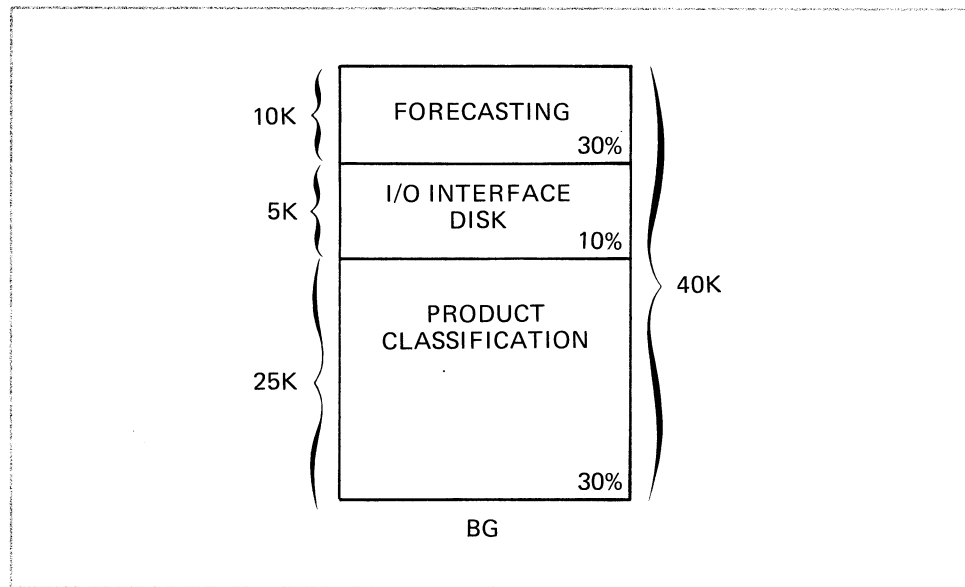 10K
FORECASTING
30%
5K
I/O INTERFACE
DISK
10%
40K
PRODUCT
CLASSIFICATION
25K
30%
BG